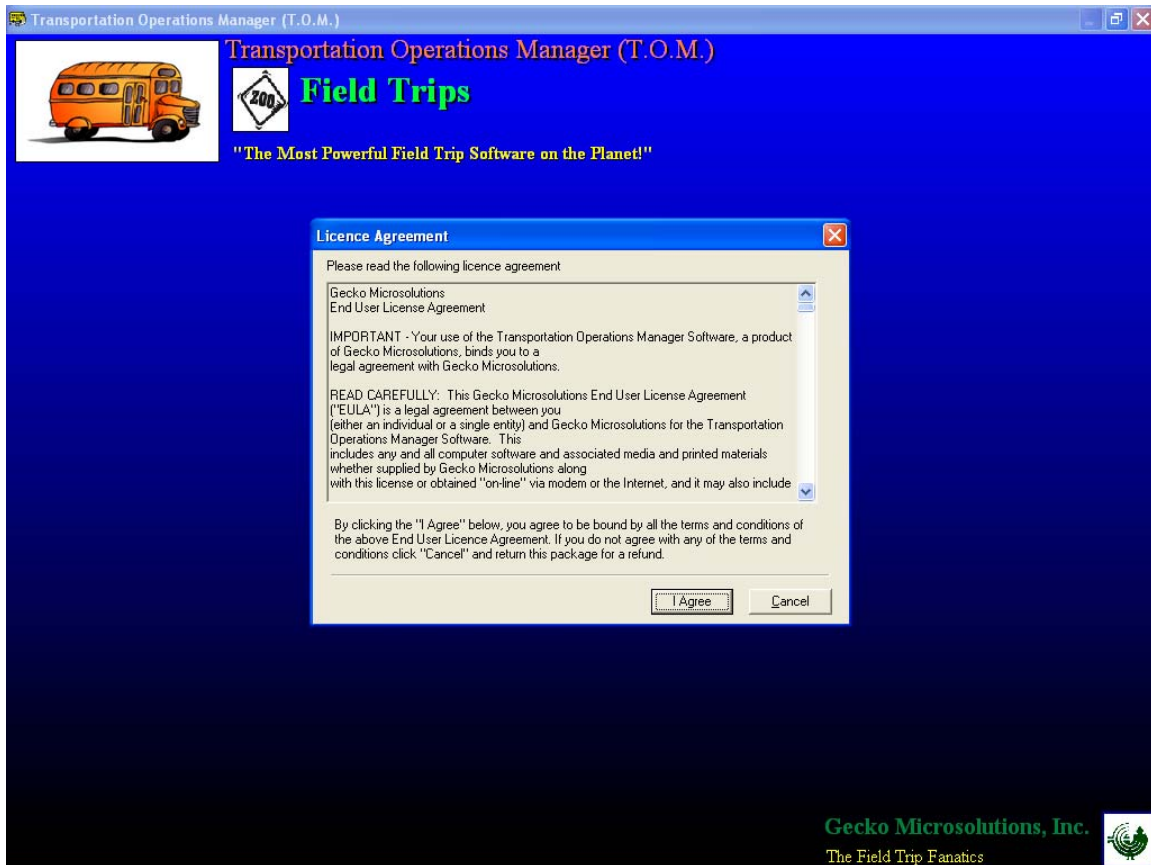 Transportation Operations Manager (T.O.M.)
Transportation Operations Manager (T.O.M.)
ZOO
Field Trips
"The Most Powerful Field Trip Software on the Planet!"
Licence Agreement
Please read the following licence agreement
Gecko Microsolutions
End User License Agreement
IMPORTANT - Your use of the Transportation Operations Manager Software, a product
of Gecko Microsolutions, binds you to a
legal agreement with Gecko Microsolutions.
READ CAREFULLY: This Gecko Microsolutions End User License Agreement
("EULA") is a legal agreement between you
(either an individual or a single entity) and Gecko Microsolutions for the Transportation
Operations Manager Software. This
includes any and all computer software and associated media and printed materials
whether supplied by Gecko Microsolutions along
with this license or obtained "on-line" via modem or the Internet, and it may also include
By clicking the "I Agree" below, you agree to be bound by all the terms and conditions of
the above End User Licence Agreement. If you do not agree with any of the terms and
conditions click "Cancel" and return this package for a refund.
I Agree
Cancel
Gecko Microsolutions, Inc.
The Field Trip Fanatics